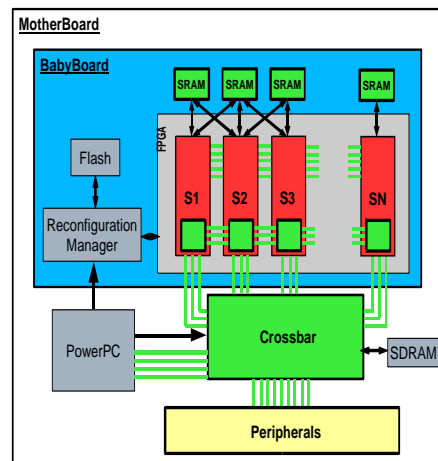 MotherBoard
BabyBoard
SRAM
SRAM
SRAM
SRAM
FPGA
Flash
S1
S2
S3
SN
Reconfiguration
Manager
PowerPC
Crossbar
SDRAM
Peripherals